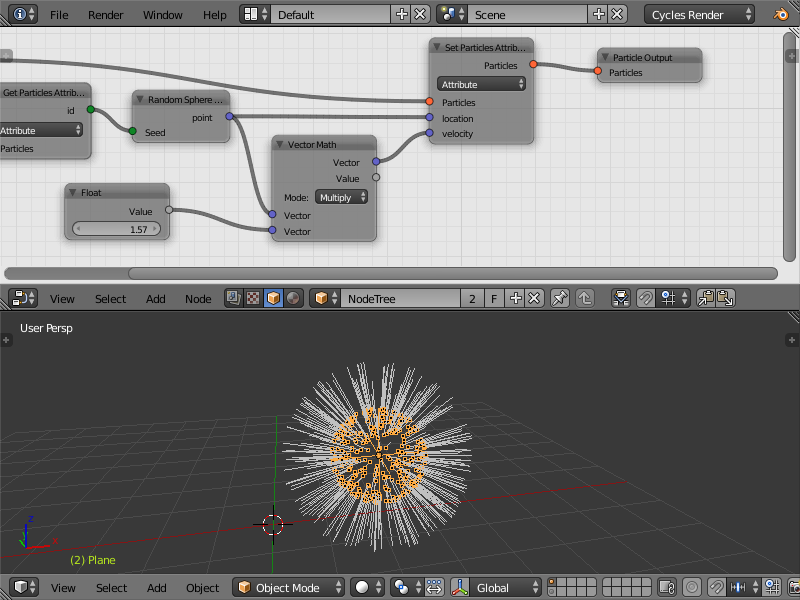 File Render Window Help Default Scene Cycles Render
Set Particles Attrib...
Particles
Attribute
Particles
location
velocity
Particle Output
Particles
Get Particles Attrib...
id
Attribute
Particles
Random Sphere ...
point
Seed
Vector Math
Vector
Value
Mode: Multiply
Vector
Vector
Float
Value
1.57
View Select Add Node NodeTree 2 F
User Persp
z
x
(2) Plane
View Select Add Object Object Mode Global